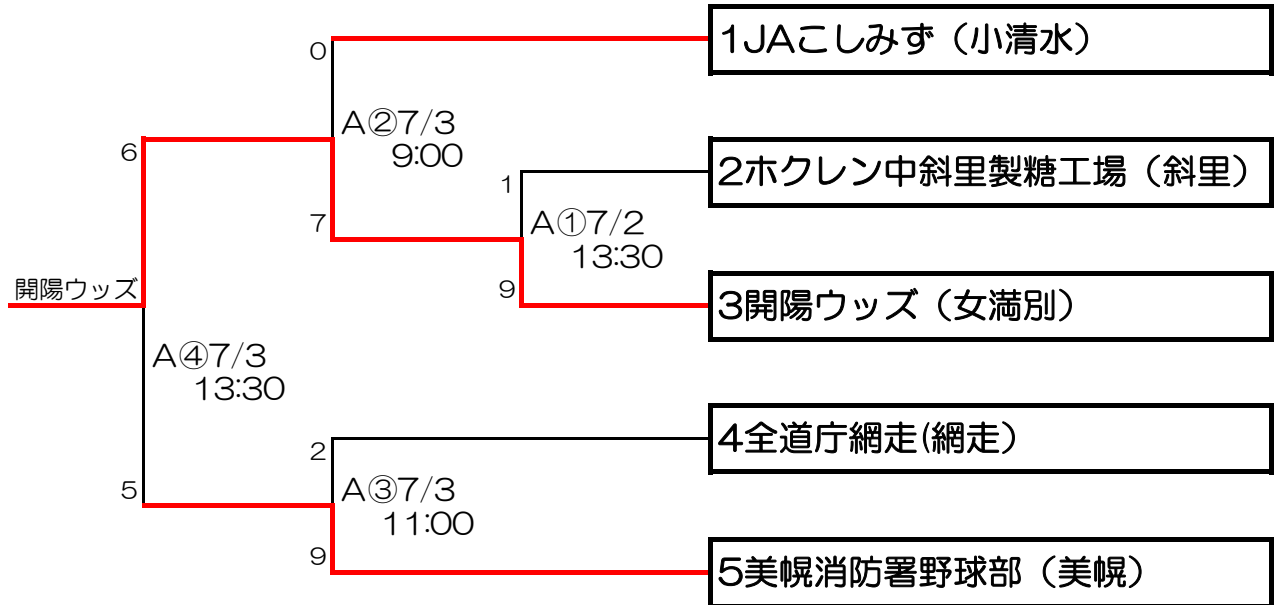 1JAこしみず（小清水）
0
A②7/3
9:00
6
2ホクレン中斜里製糖工場（斜里）
1
7
A①7/2
13:30
9
開陽ウッズ
3開陽ウッズ（女満別）
A④7/3
13:30
4全道庁網走(網走）
2
5
A③7/3
11:00
9
5美幌消防署野球部（美幌）